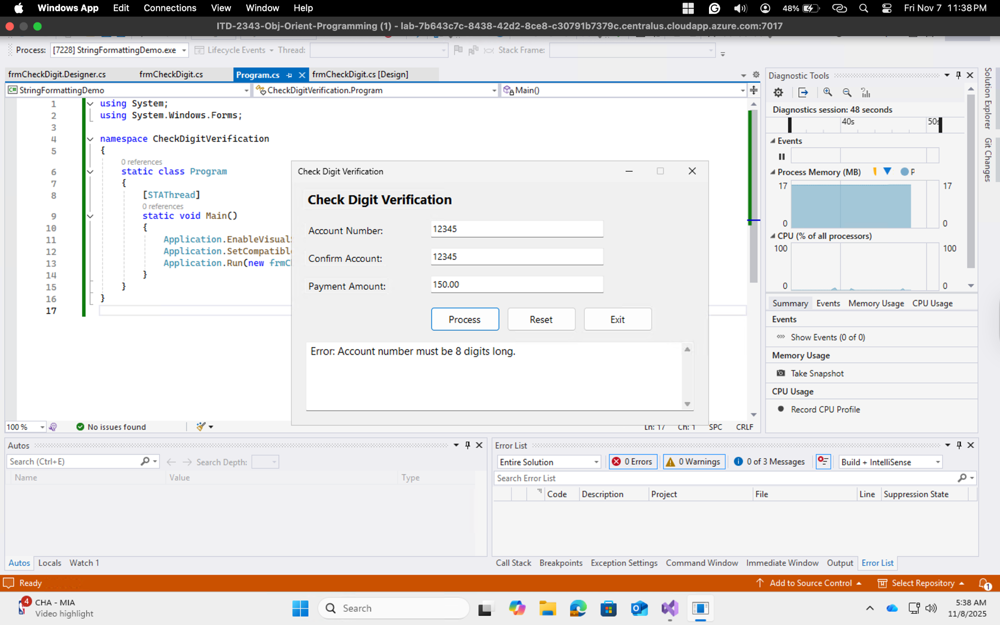 Windows App Edit Connections View Window Help 48% Fri Nov 7 11:38 PM
ITD-2343-Obj-Orient-Programming (1) - lab-7b643c7c-8438-42d2-8ce8-c30791b7379c.centralus.cloudapp.azure.com:7017
Process: [7228] StringFormattingDemo.exe Lifecycle Events Thread: Stack Frame:
frmCheckDigit.Designer.cs frmCheckDigit.cs Program.cs frmCheckDigit.cs [Design]
C# StringFormattingDemo CheckDigitVerification.Program Main()
1 using System;
2 using System.Windows.Forms;
3
4 namespace CheckDigitVerification
5 {
0 references
6 static class Program
7 {
8 [STAThread]
0 references
9 static void Main()
10 {
11 Application.EnableVisual
12 Application.SetCompatibl
13 Application.Run(new frmC
14 }
15 }
16 }
17
Check Digit Verification
Check Digit Verification
Account Number: 12345
Confirm Account: 12345
Payment Amount: 150.00
Process Reset Exit
Error: Account number must be 8 digits long.
100 % No issues found Ln: 17 Ch: 1 SPC CRLF
Diagnostic Tools
Diagnostics session: 48 seconds
40s 50s
Events
Process Memory (MB) P
17 17
0 0
CPU (% of all processors)
100 100
0 0
Summary Events Memory Usage CPU Usage
Events
Show Events (0 of 0)
Memory Usage
Take Snapshot
CPU Usage
Record CPU Profile
Solution Explorer
Git Changes
Autos
Search (Ctrl+E) Search Depth:
Name Value Type
Autos Locals Watch 1
Error List
Entire Solution 0 Errors 0 Warnings 0 of 3 Messages Build + IntelliSense
Search Error List
Code Description Project File Line Suppression State
Call Stack Breakpoints Exception Settings Command Window Immediate Window Output Error List
Ready Add to Source Control Select Repository 1
4 CHA - MIA
Video highlight
Search
5:38 AM
11/8/2025